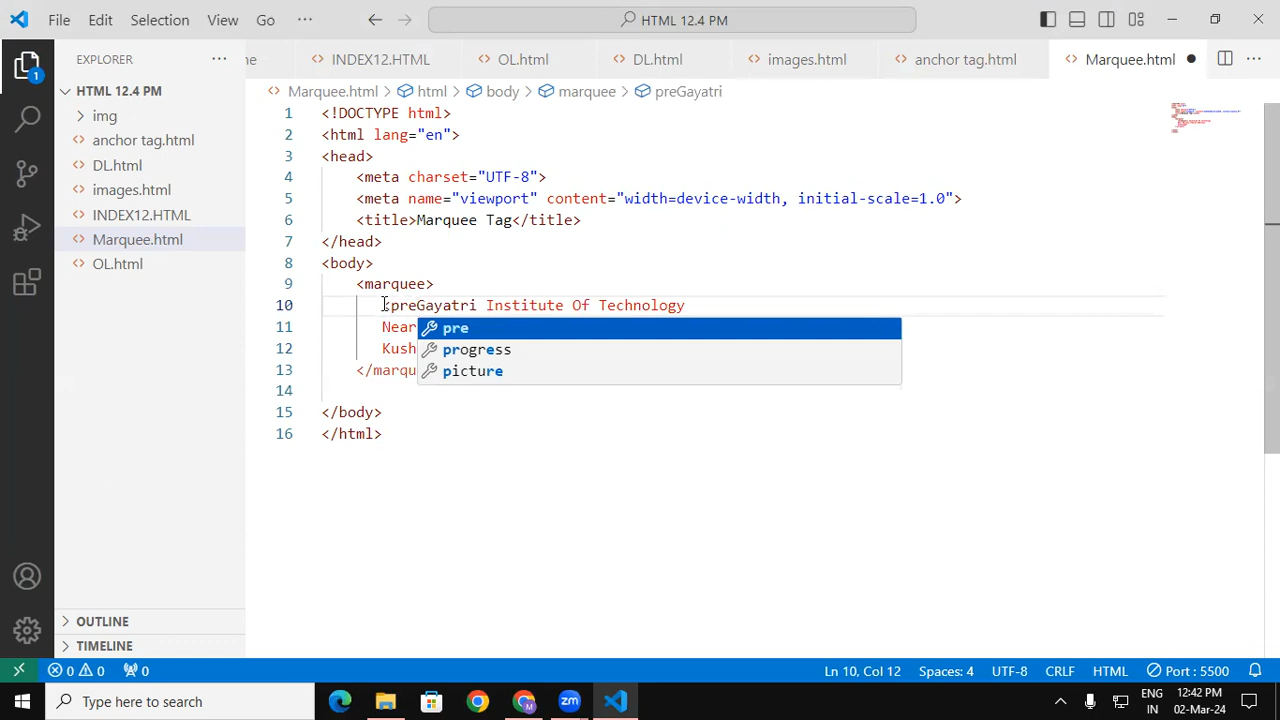 File Edit Selection View Go ··· HTML 12.4 PM
EXPLORER ··· me INDEX12.HTML OL.html DL.html images.html anchor tag.html Marquee.html
1
HTML 12.4 PM
Marquee.html > html > body > marquee > preGayatri
img
anchor tag.html
DL.html
images.html
INDEX12.HTML
Marquee.html
OL.html
1 <!DOCTYPE html>
2 <html lang="en">
3 <head>
4 <meta charset="UTF-8">
5 <meta name="viewport" content="width=device-width, initial-scale=1.0">
6 <title>Marquee Tag</title>
7 </head>
8 <body>
9 <marquee>
10 <preGayatri Institute Of Technology
11 Near
12 Kush
13 </marqu
14
15 </body>
16 </html>
pre
progress
picture
OUTLINE
TIMELINE
0 0 0 Ln 10, Col 12 Spaces: 4 UTF-8 CRLF HTML Port : 5500
Type here to search
zm
ENG
IN
12:42 PM
02-Mar-24